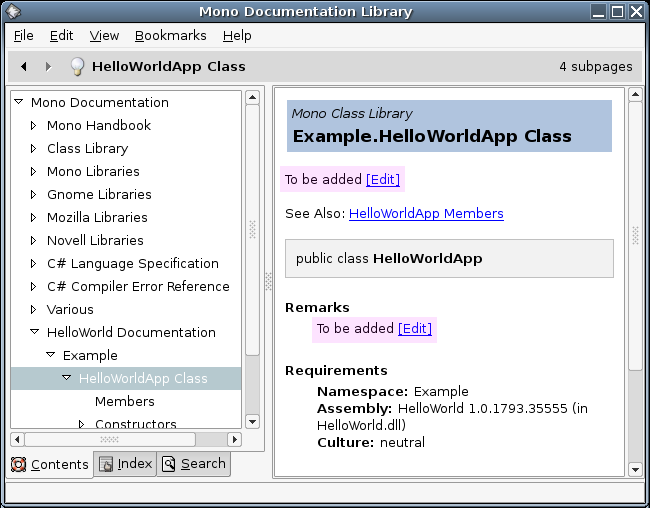 Mono Documentation Library
File Edit View Bookmarks Help
HelloWorldApp Class 4 subpages
Mono Documentation
Mono Handbook
Class Library
Mono Libraries
Gnome Libraries
Mozilla Libraries
Novell Libraries
C# Language Specification
C# Compiler Error Reference
Various
HelloWorld Documentation
Example
HelloWorldApp Class
Members
Constructors
Contents Index Search
Mono Class Library
Example.HelloWorldApp Class
To be added [Edit]
See Also: HelloWorldApp Members
public class HelloWorldApp
Remarks
To be added [Edit]
Requirements
Namespace: Example
Assembly: HelloWorld 1.0.1793.35555 (in
HelloWorld.dll)
Culture: neutral